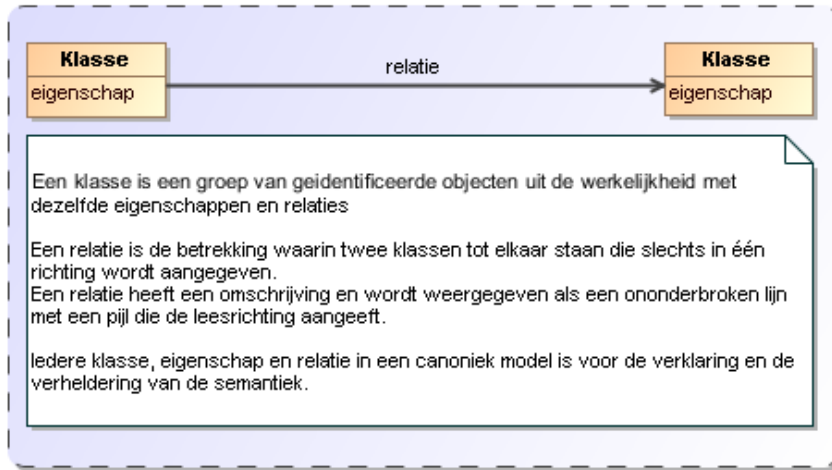 Klasse
eigenschap
relatie
Klasse
eigenschap
Een klasse is een groep van geidentificeerde objecten uit de werkelijkheid met
dezelfde eigenschappen en relaties
Een relatie is de betrekking waarin twee klassen tot elkaar staan die slechts in één
richting wordt aangegeven.
Een relatie heeft een omschrijving en wordt weergegeven als een ononderbroken lijn
met een pijl die de leesrichting aangeeft.
Iedere klasse, eigenschap en relatie in een canoniek model is voor de verklaring en de
verheldering van de semantiek.